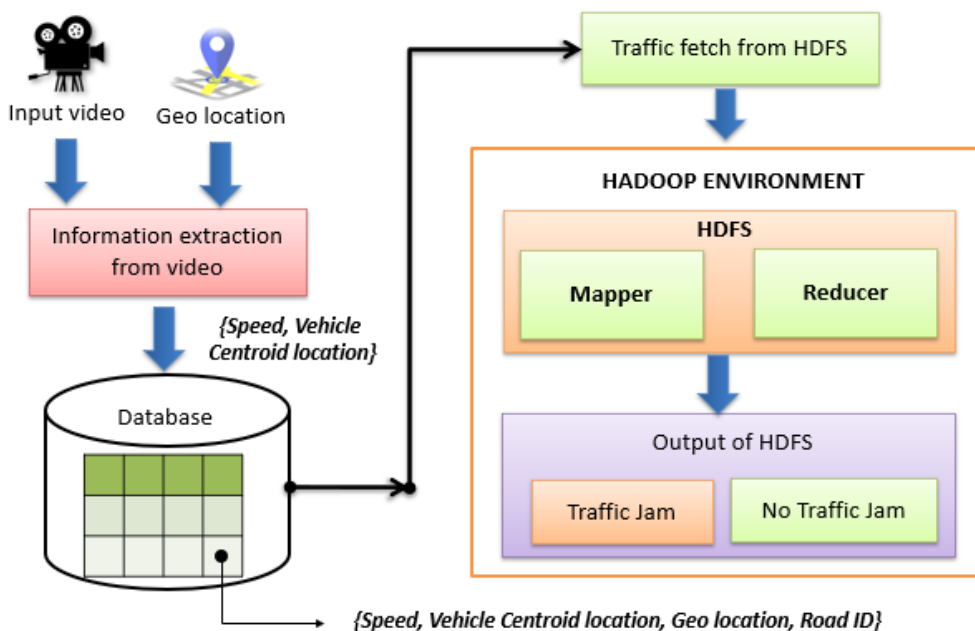 Input video
Geo location
Information extraction
from video
{Speed, Vehicle
Centroid location}
Database
{Speed, Vehicle Centroid location, Geo location, Road ID}
Traffic fetch from HDFS
HADOOP ENVIRONMENT
HDFS
Mapper
Reducer
Output of HDFS
Traffic Jam
No Traffic Jam